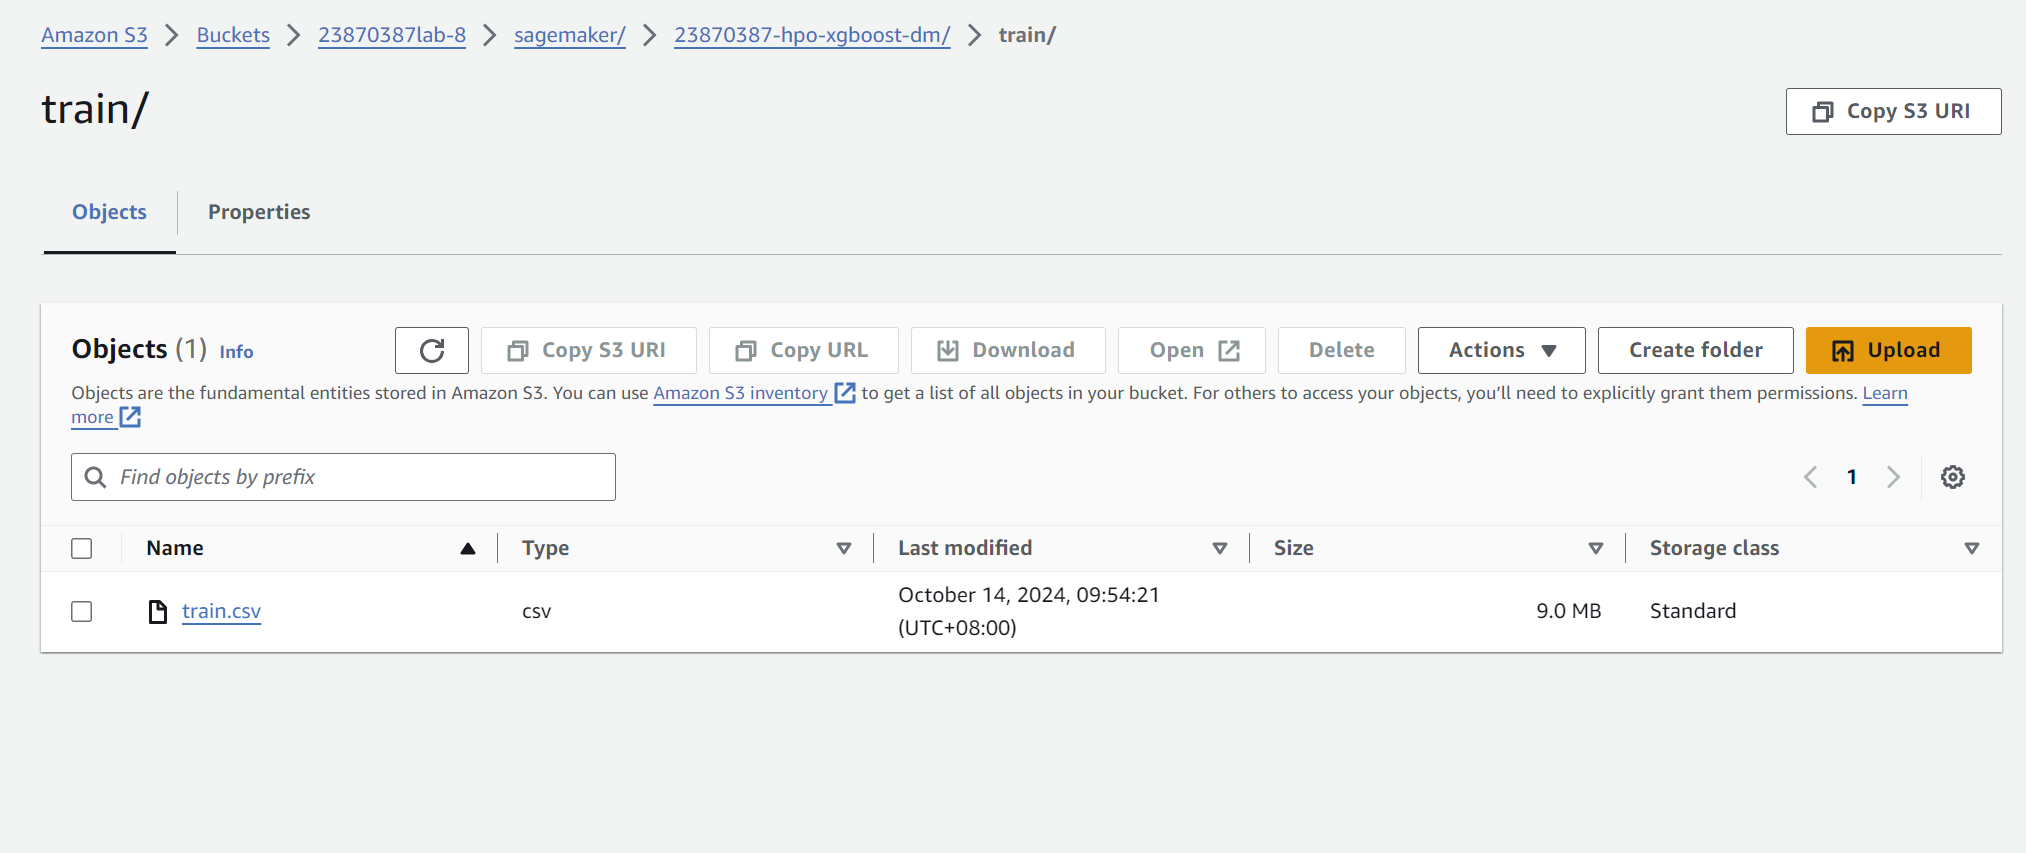 Amazon S3 > Buckets > 23870387lab-8 > sagemaker/ > 23870387-hpo-xgboost-dm/ > train/
train/
Copy S3 URI
Objects Properties
Objects (1) Info Copy S3 URI Copy URL Download Open Delete Actions Create folder Upload
Objects are the fundamental entities stored in Amazon S3. You can use Amazon S3 inventory to get a list of all objects in your bucket. For others to access your objects, you’ll need to explicitly grant them permissions. Learn
more
Find objects by prefix
1
Name Type Last modified Size Storage class
train.csv csv October 14, 2024, 09:54:21 9.0 MB Standard
(UTC+08:00)